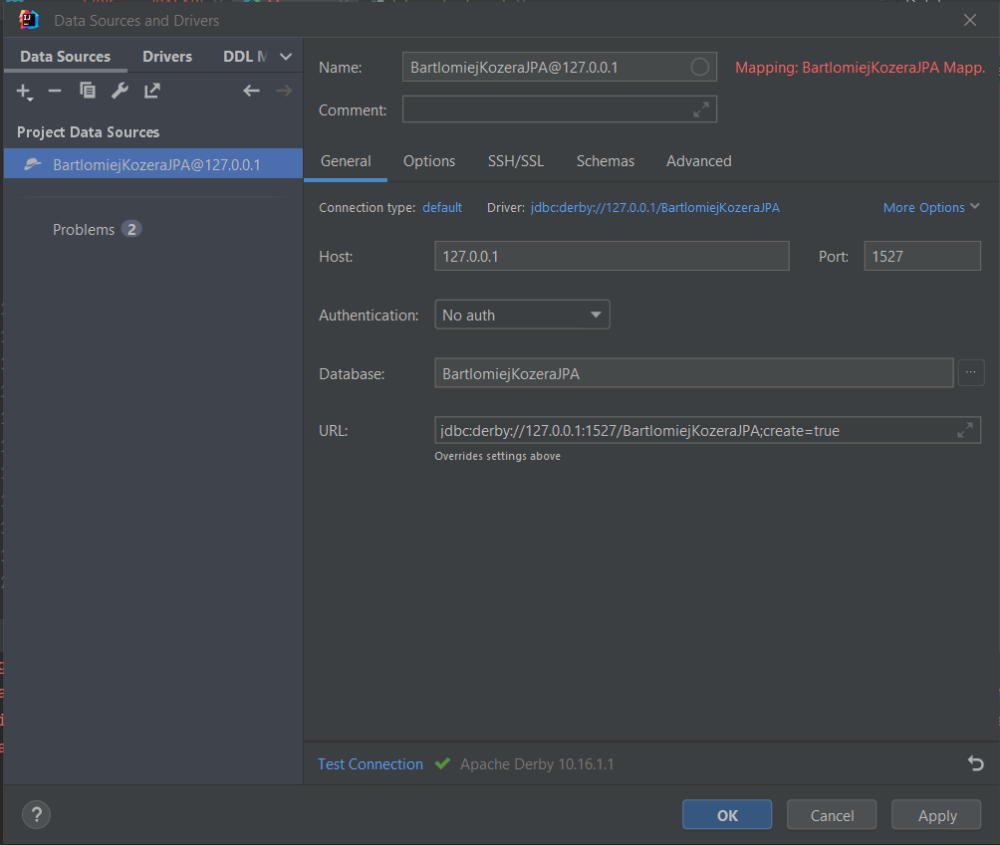 Data Sources and Drivers
Data Sources Drivers DDL M
Project Data Sources
BartlomiejKozeraJPA@127.0.0.1
Problems 2
Name: BartlomiejKozeraJPA@127.0.0.1 Mapping: BartlomiejKozeraJPA Mapp.
Comment:
General Options SSH/SSL Schemas Advanced
Connection type: default Driver: jdbc:derby://127.0.0.1/BartlomiejKozeraJPA More Options
Host: 127.0.0.1 Port: 1527
Authentication: No auth
Database: BartlomiejKozeraJPA ...
URL: jdbc:derby://127.0.0.1:1527/BartlomiejKozeraJPA;create=true
Overrides settings above
Test Connection Apache Derby 10.16.1.1
? OK Cancel Apply